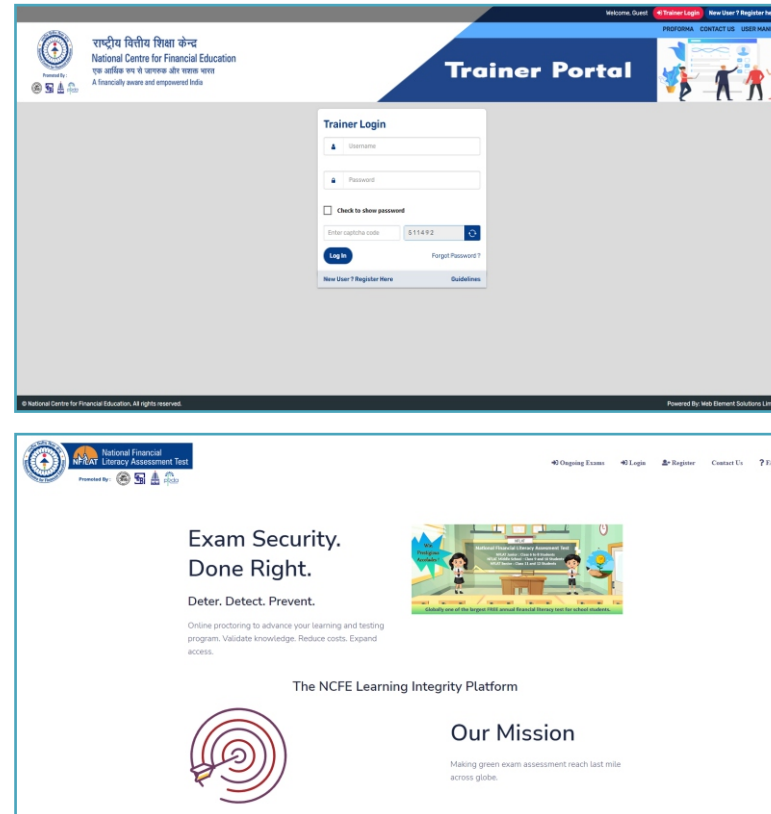 Welcome, Guest
Trainer Login
New User ? Register he
PROFORMA
CONTACT US
USER MAN
राष्ट्रीय वित्तीय शिक्षा केन्द्र
National Centre for Financial Education
एक आर्थिक रुप से जागरुक और सशक्त भारत
A financially aware and empowered India
Promoted By :
Trainer Portal
Trainer Login
Username
Password
Check to show password
Enter captcha code
511492
Log In
Forgot Password ?
New User ? Register Here
Guidelines
© National Centre for Financial Education, All rights reserved.
Powered By: Web Element Solutions Lim
National Financial
NFLAT Literacy Assessment Test
Promoted By :
Ongoing Exams
Login
Register
Contact Us
Exam Security.
Done Right.
Deter. Detect. Prevent.
Online proctoring to advance your learning and testing
program. Validate knowledge. Reduce costs. Expand
access.
Win
Prestigious
Accolades!
NFLAT
National Financial Literacy Assessment Test
Globally one of the largest FREE annual financial literacy test for school students.
The NCFE Learning Integrity Platform
Our Mission
Making green exam assessment reach last mile
across globe.